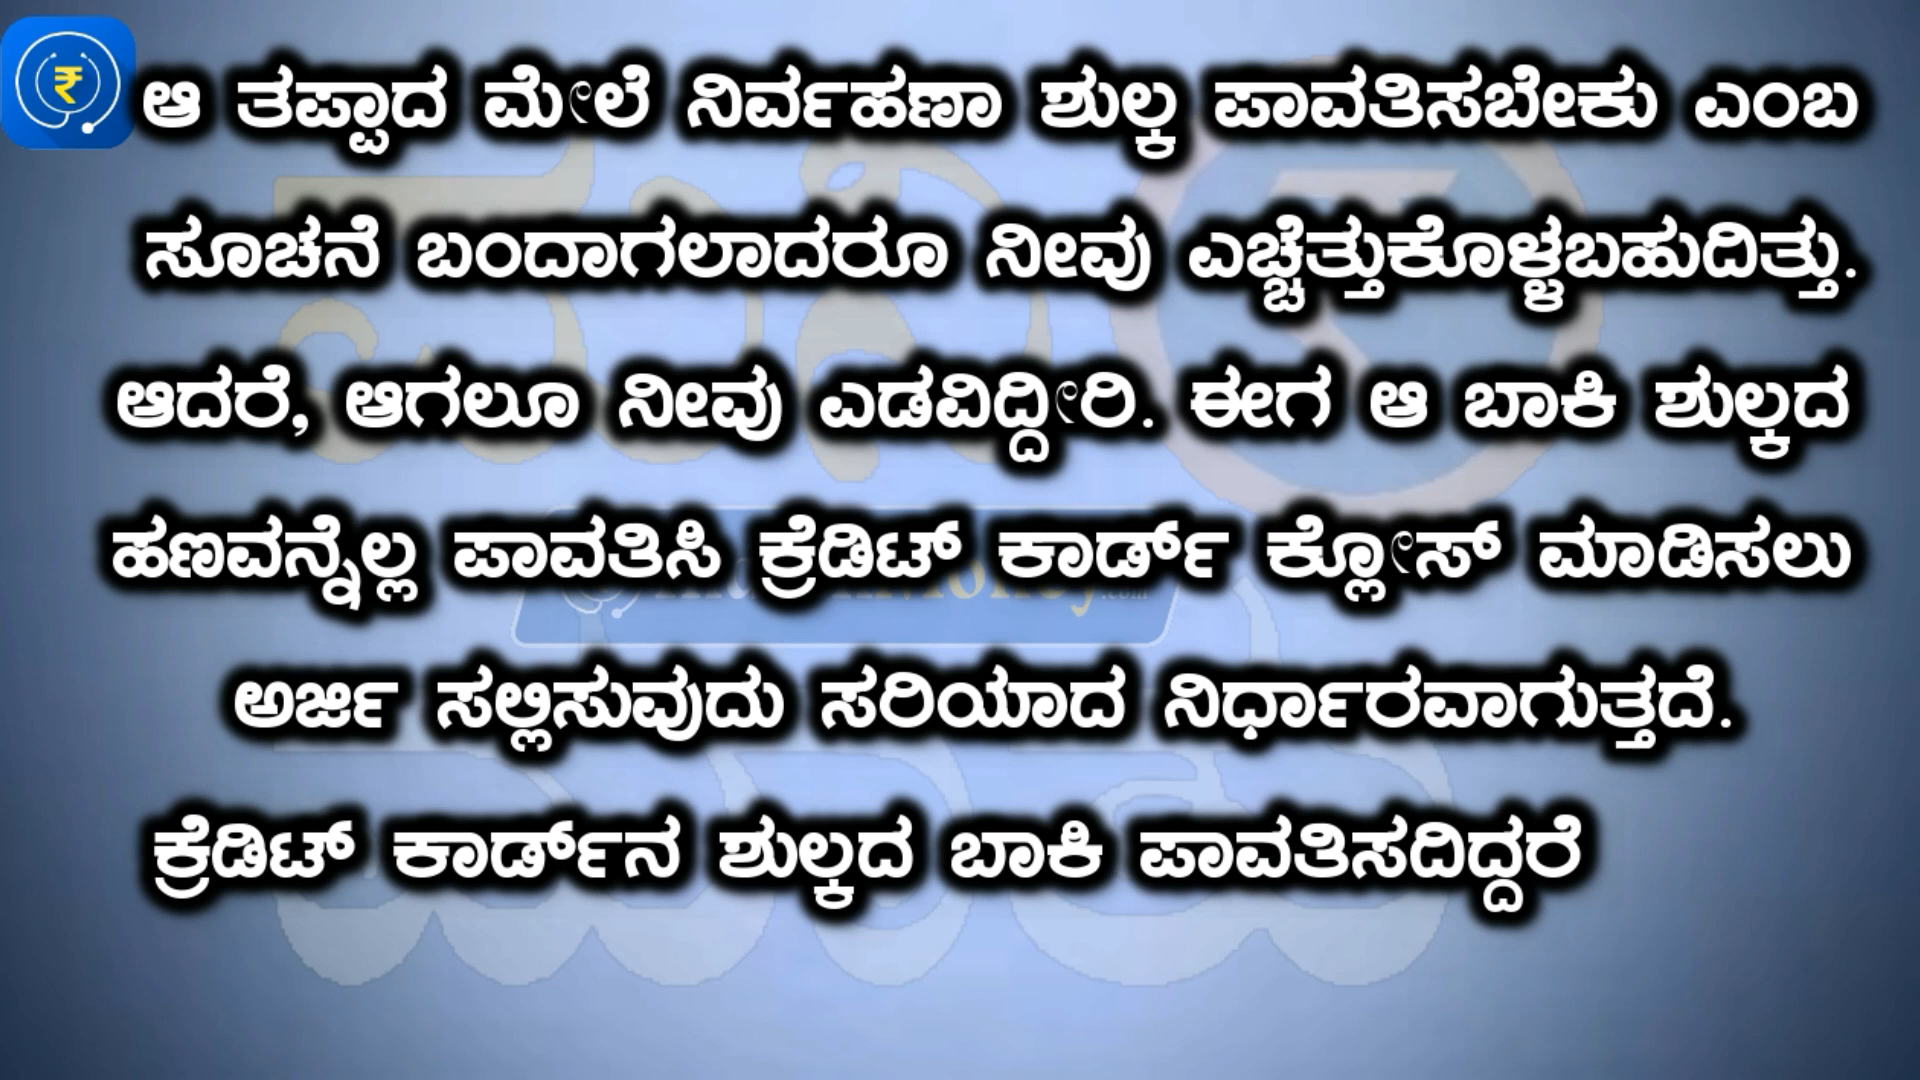 ಆ ತಪ್ಪಾದ ಮೇಲೆ ನಿರ್ವಹಣಾ ಶುಲ್ಕ ಪಾವತಿಸಬೇಕು ಎಂಬ
ಸೂಚನೆ ಬಂದಾಗಲಾದರೂ ನೀವು ಎಚ್ಚೆತ್ತುಕೊಳ್ಳಬಹುದಿತ್ತು.
ಆದರೆ, ಆಗಲೂ ನೀವು ಎಡವಿದ್ದೀರಿ. ಈಗ ಆ ಬಾಕಿ ಶುಲ್ಕದ
ಹಣವನ್ನೆಲ್ಲ ಪಾವತಿಸಿ ಕ್ರೆಡಿಟ್ ಕಾರ್ಡ್ ಕ್ಲೋಸ್ ಮಾಡಿಸಲು
ಅರ್ಜಿ ಸಲ್ಲಿಸುವುದು ಸರಿಯಾದ ನಿರ್ಧಾರವಾಗುತ್ತದೆ.
ಕ್ರೆಡಿಟ್ ಕಾರ್ಡ್‌ನ ಶುಲ್ಕದ ಬಾಕಿ ಪಾವತಿಸದಿದ್ದರೆ